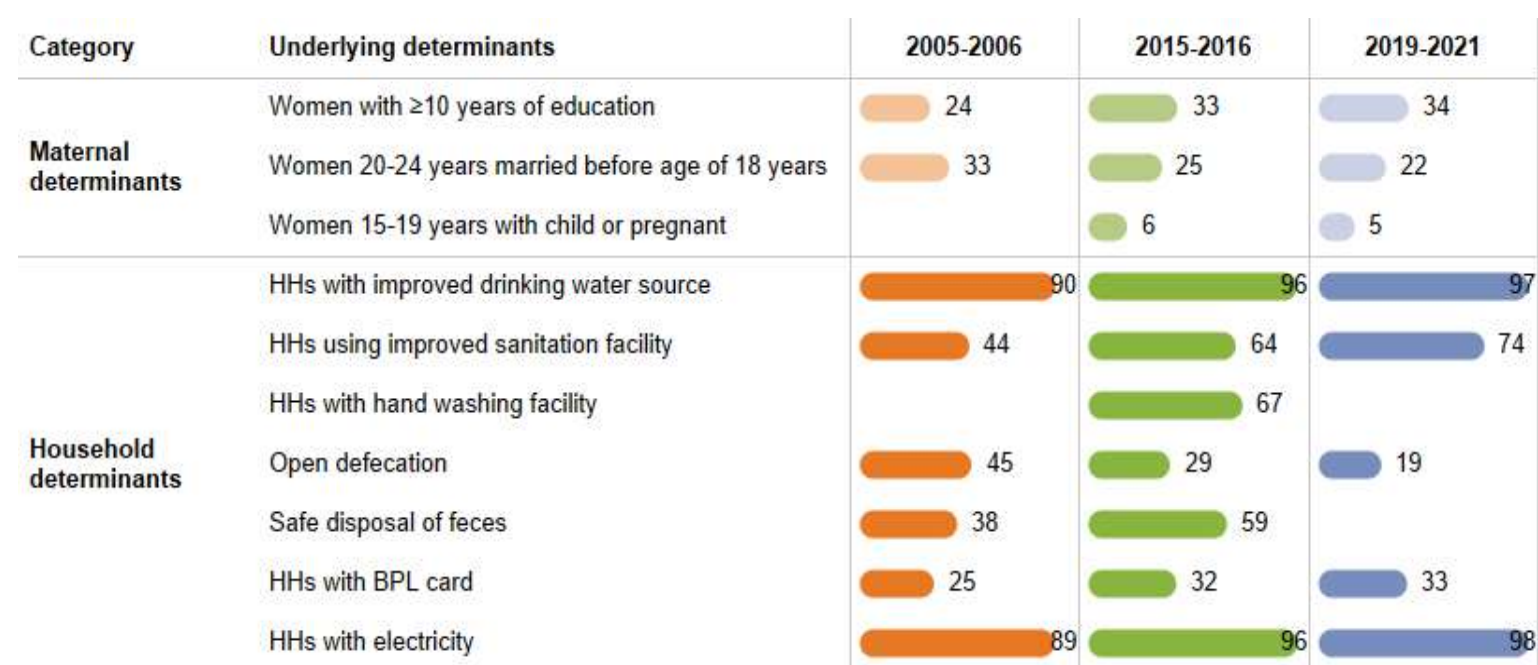 Category Underlying determinants 2005-2006 2015-2016 2019-2021
Women with ≥10 years of education 24 33 34
Maternal
determinants
Women 20-24 years married before age of 18 years 33 25 22
Women 15-19 years with child or pregnant 6 5
HHs with improved drinking water source 90 96 97
HHs using improved sanitation facility 44 64 74
HHs with hand washing facility 67
Household
determinants
Open defecation 45 29 19
Safe disposal of feces 38 59
HHs with BPL card 25 32 33
HHs with electricity 89 96 98